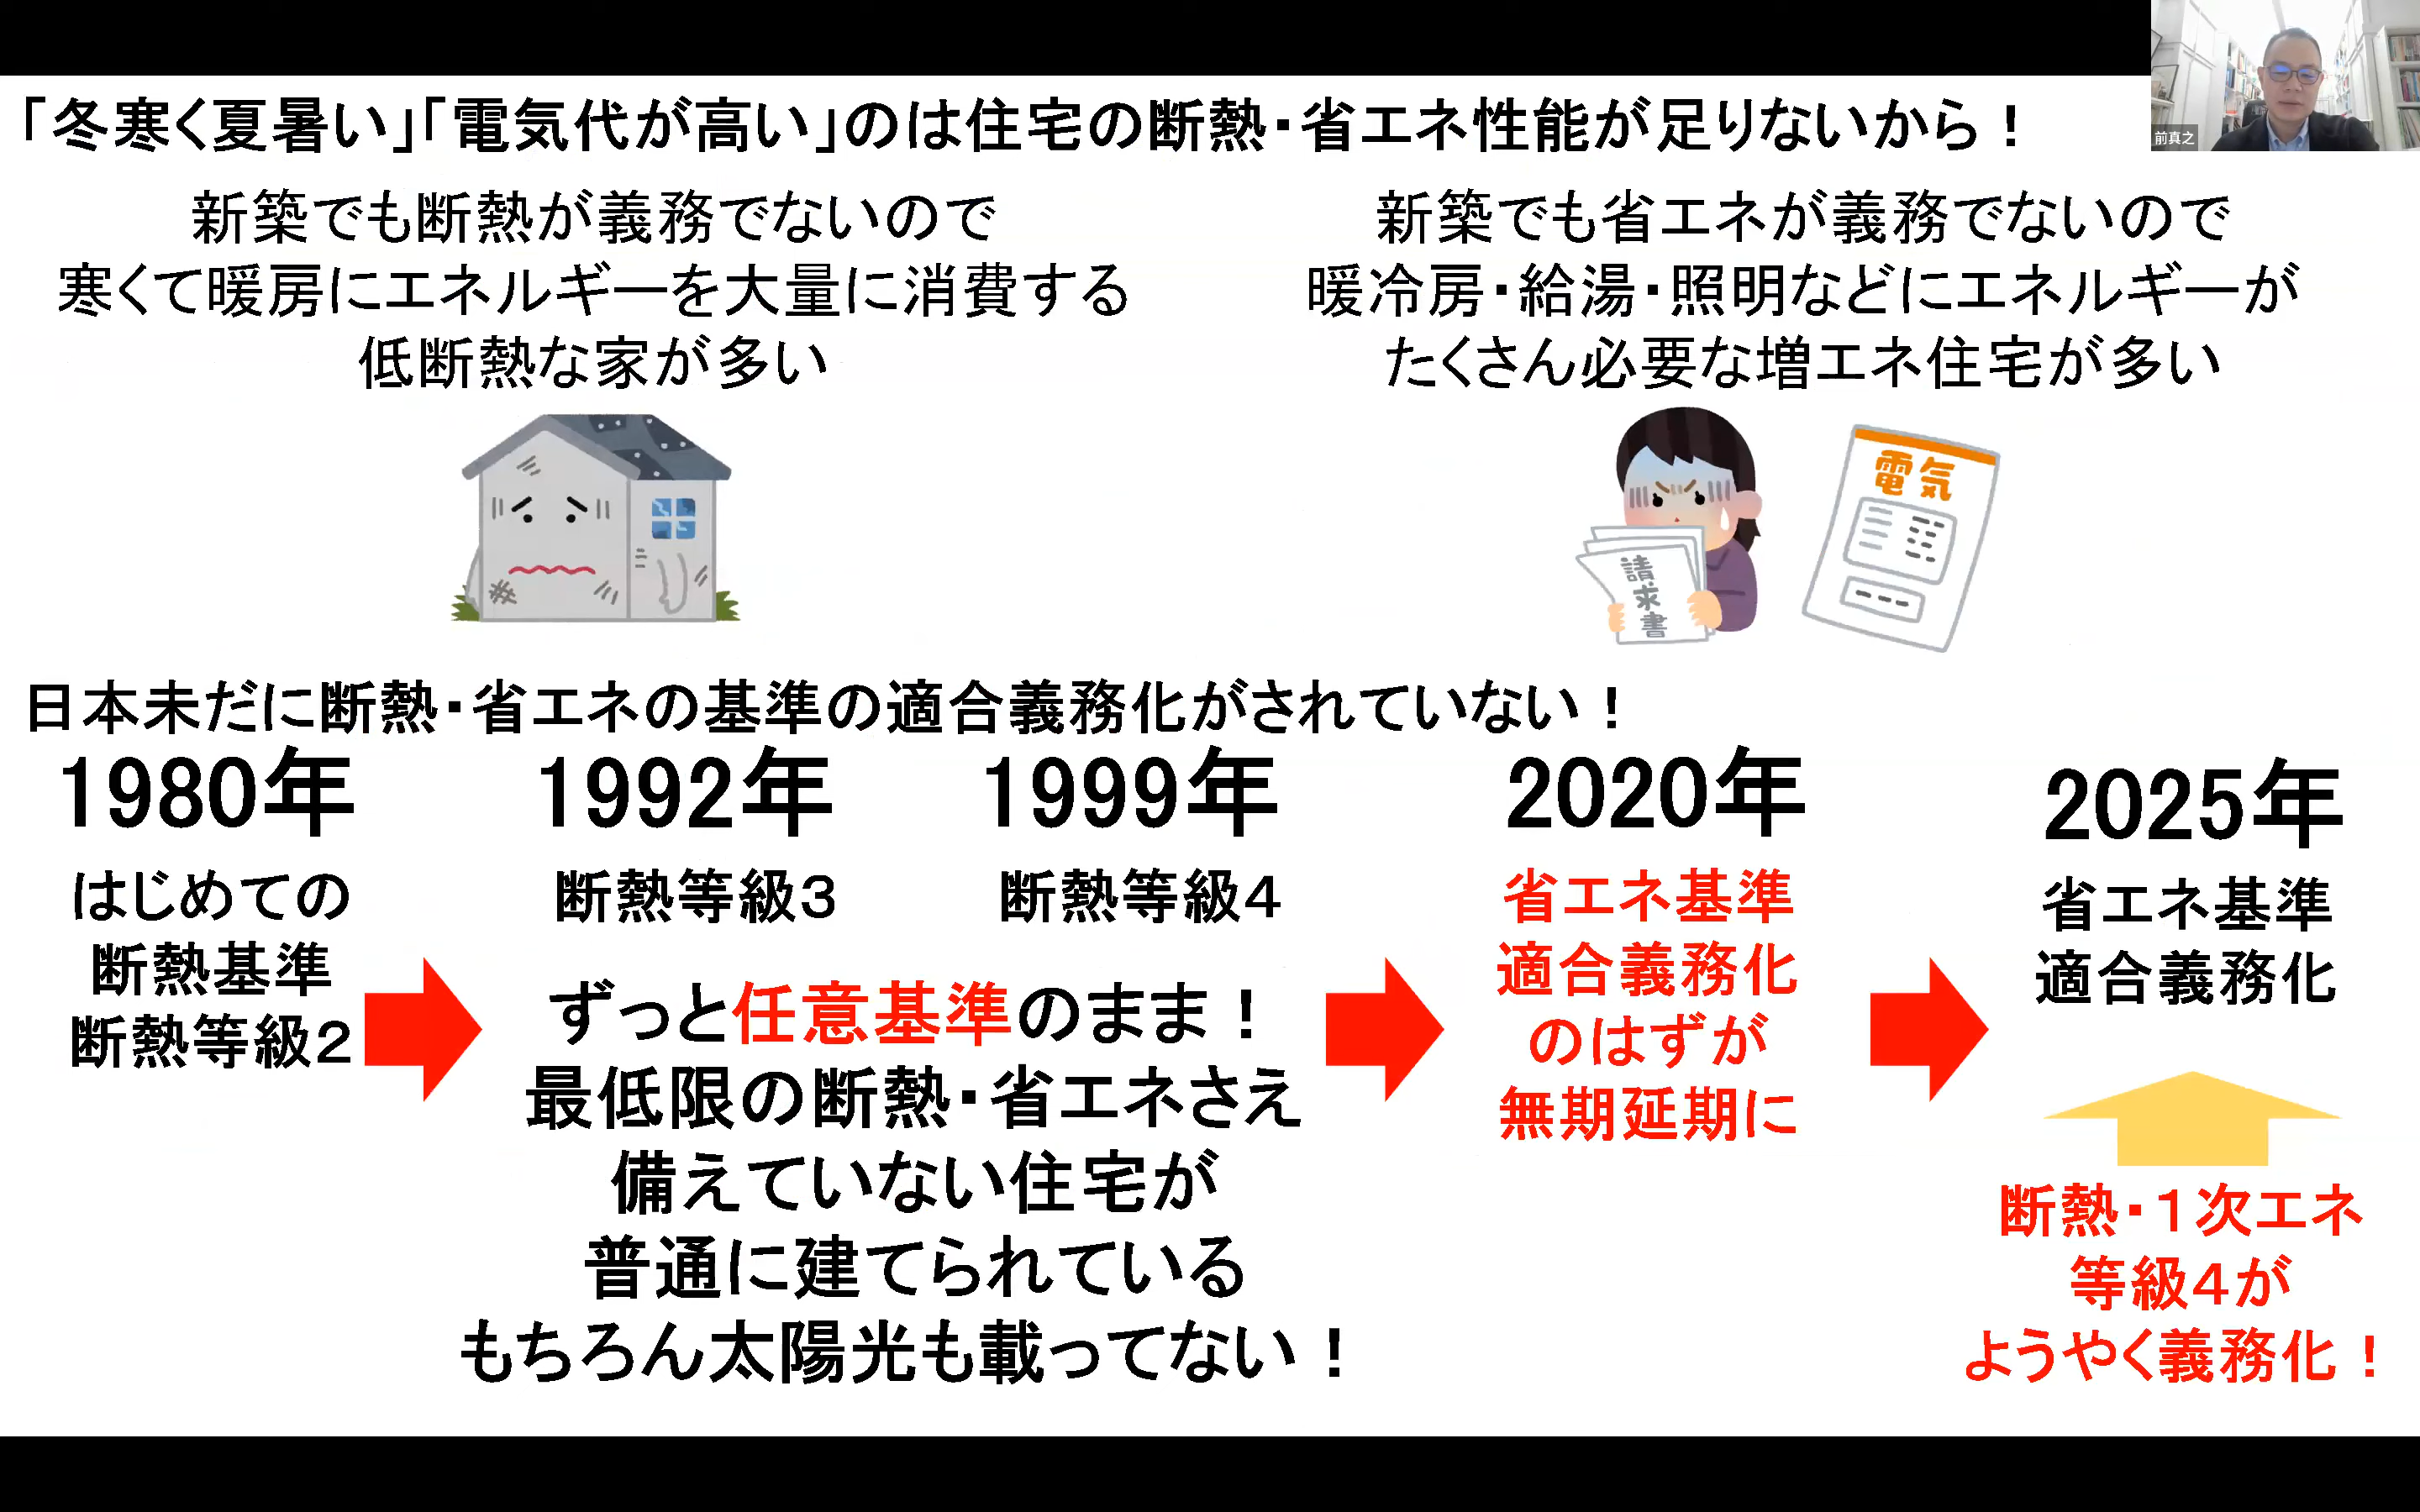 「冬寒く夏暑い」「電気代が高い」のは住宅の断熱・省エネ性能が足りないから！
前真之
新築でも断熱が義務でないので
寒くて暖房にエネルギーを大量に消費する
低断熱な家が多い
新築でも省エネが義務でないので
暖冷房・給湯・照明などにエネルギーが
たくさん必要な増エネ住宅が多い
請求書
電気
日本未だに断熱・省エネの基準の適合義務化がされていない！
1980年
はじめての
断熱基準
断熱等級2
1992年
断熱等級3
1999年
断熱等級4
ずっと任意基準のまま！
最低限の断熱・省エネさえ
備えていない住宅が
普通に建てられている
もちろん太陽光も載ってない！
2020年
省エネ基準
適合義務化
のはずが
無期延期に
2025年
省エネ基準
適合義務化
断熱・１次エネ
等級4が
ようやく義務化！